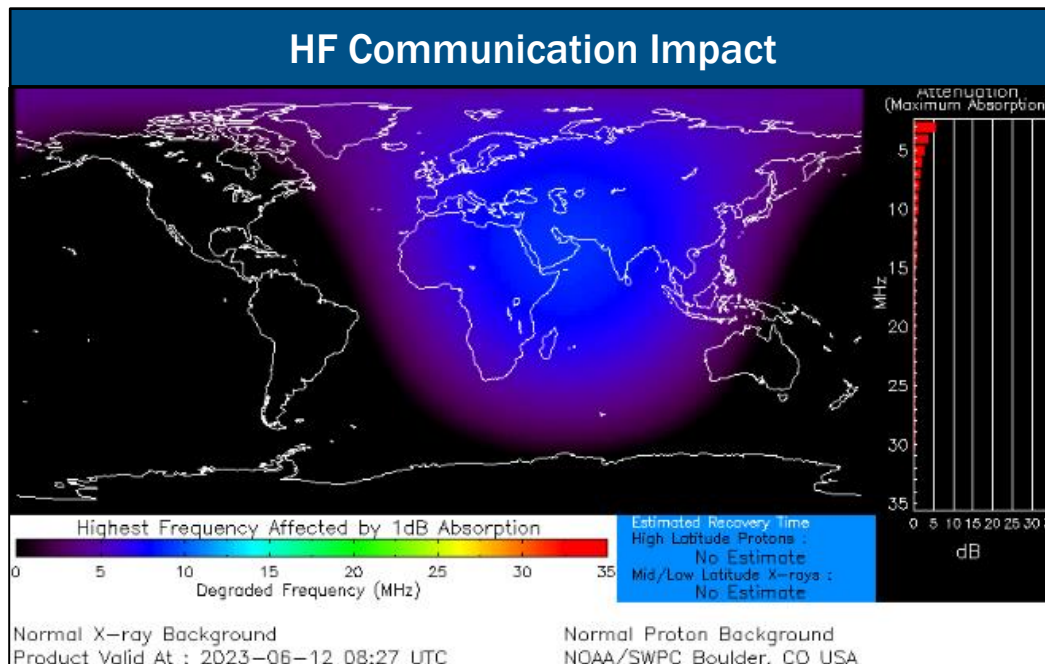 HF Communication Impact
Attenuation
(Maximum Absorption)
5
10
15
20
25
30
35
MHz
0 5 10 15 20 25 30
dB
Highest Frequency Affected by 1dB Absorption
0 5 10 15 20 25 30 35
Degraded Frequency (MHz)
Estimated Recovery Time
High Latitude Protons :
No Estimate
Mid/Low Latitude X-rays :
No Estimate
Normal X-ray Background
Product Valid At : 2023-06-12 08:27 UTC
Normal Proton Background
NOAA/SWPC Boulder, CO USA